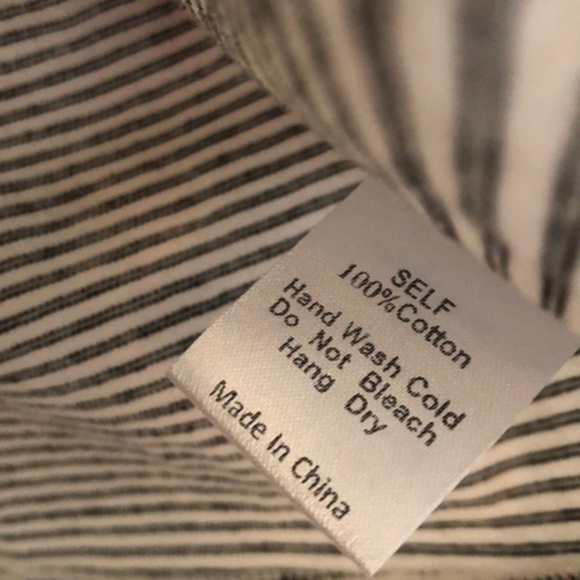 SELF
100%Cotton
Hand Wash Cold
Do Not Bleach
Hang Dry
Made In China